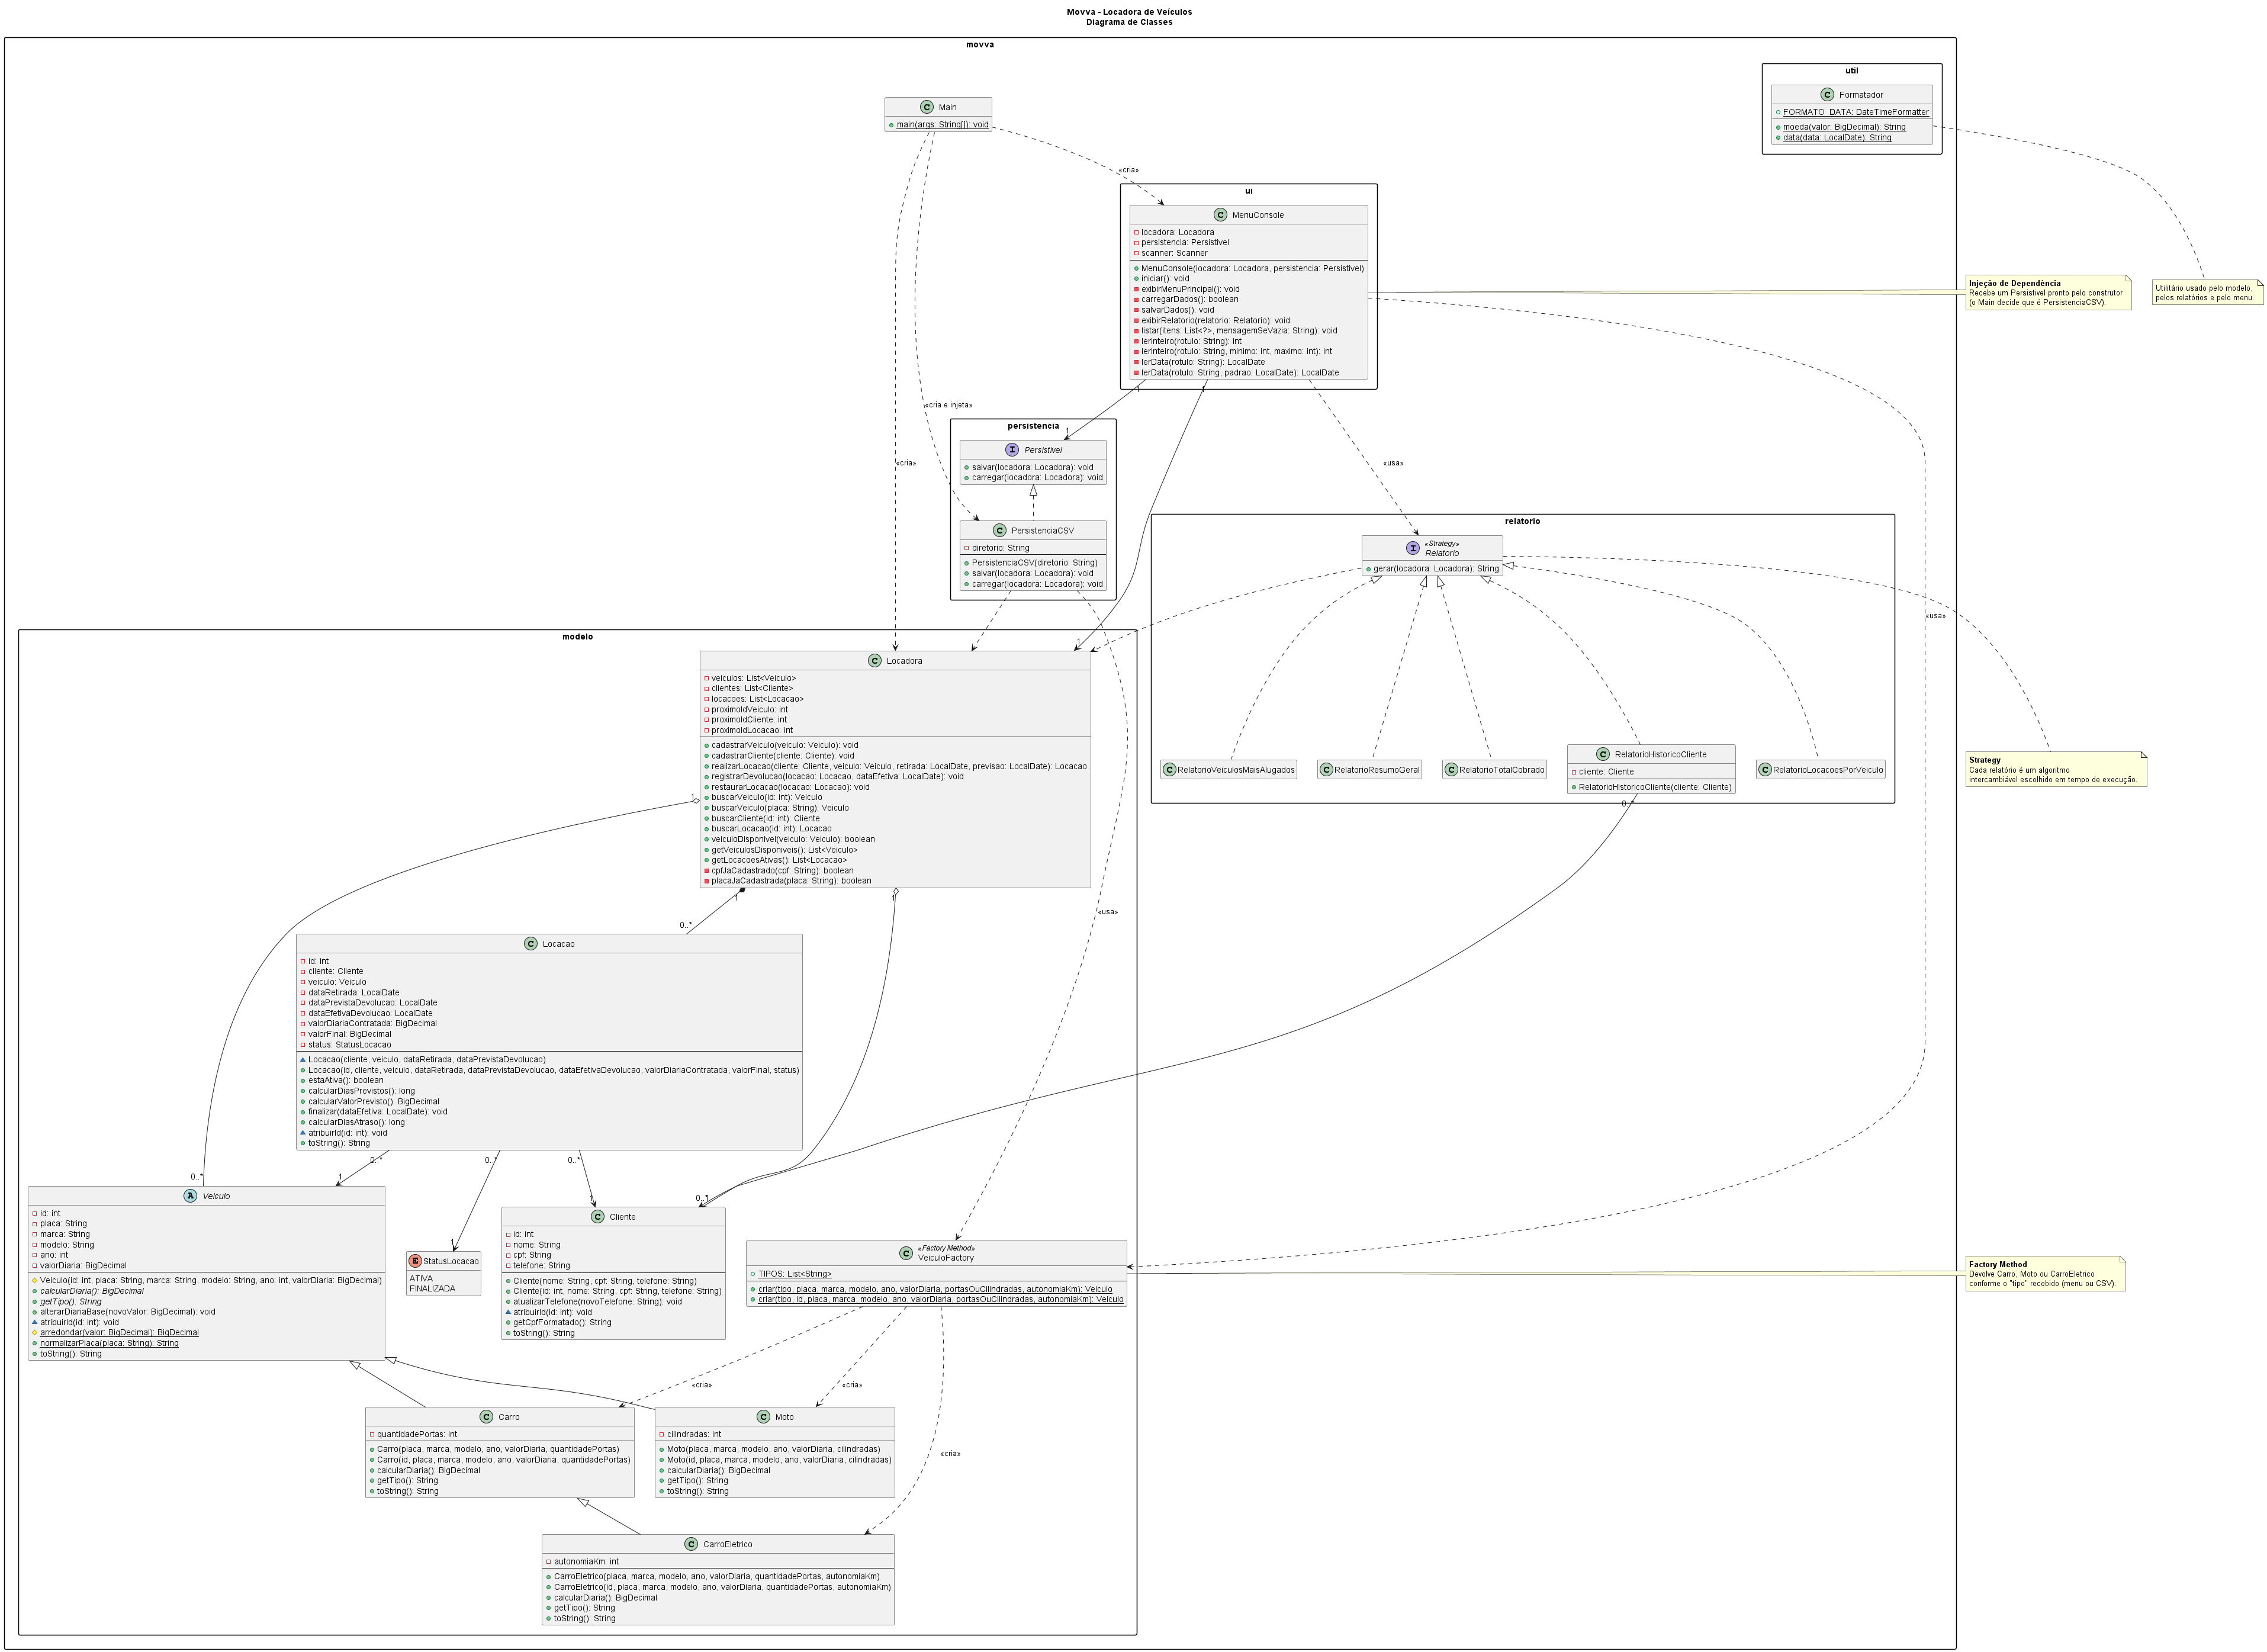 Movva - Locadora de Veículos
Diagrama de Classes
movva
util
Formatador
FORMATO_DATA: DateTimeFormatter
moeda(valor: BigDecimal): String
data(data: LocalDate): String
Main
main(args: String[]): void
«cria»
ui
MenuConsole
locadora: Locadora
persistencia: Persistivel
scanner: Scanner
MenuConsole(locadora: Locadora, persistencia: Persistivel)
iniciar(): void
exibirMenuPrincipal(): void
carregarDados(): boolean
salvarDados(): void
exibirRelatorio(relatorio: Relatorio): void
listar(itens: List<?>, mensagemSeVazia: String): void
lerInteiro(rotulo: String): int
lerInteiro(rotulo: String, minimo: int, maximo: int): int
lerData(rotulo: String): LocalDate
lerData(rotulo: String, padrao: LocalDate): LocalDate
Injeção de Dependência
Recebe um Persistivel pronto pelo construtor
(o Main decide que é PersistenciaCSV).
Utilitário usado pelo modelo,
pelos relatórios e pelo menu.
1
1
«cria e injeta»
persistencia
1
Persistivel
salvar(locadora: Locadora): void
carregar(locadora: Locadora): void
«cria»
«usa»
PersistenciaCSV
diretorio: String
PersistenciaCSV(diretorio: String)
salvar(locadora: Locadora): void
carregar(locadora: Locadora): void
relatorio
«Strategy»
Relatorio
gerar(locadora: Locadora): String
«usa»
RelatorioVeiculosMaisAlugados
RelatorioResumoGeral
RelatorioTotalCobrado
RelatorioHistoricoCliente
cliente: Cliente
RelatorioHistoricoCliente(cliente: Cliente)
RelatorioLocacoesPorVeiculo
0..*
Strategy
Cada relatório é um algoritmo
intercambiável escolhido em tempo de execução.
modelo
1
Locadora
veiculos: List<Veiculo>
clientes: List<Cliente>
locacoes: List<Locacao>
proximoIdVeiculo: int
proximoIdCliente: int
proximoIdLocacao: int
cadastrarVeiculo(veiculo: Veiculo): void
cadastrarCliente(cliente: Cliente): void
realizarLocacao(cliente: Cliente, veiculo: Veiculo, retirada: LocalDate, previsao: LocalDate): Locacao
registrarDevolucao(locacao: Locacao, dataEfetiva: LocalDate): void
restaurarLocacao(locacao: Locacao): void
buscarVeiculo(id: int): Veiculo
buscarVeiculo(placa: String): Veiculo
buscarCliente(id: int): Cliente
buscarLocacao(id: int): Locacao
veiculoDisponivel(veiculo: Veiculo): boolean
getVeiculosDisponiveis(): List<Veiculo>
getLocacoesAtivas(): List<Locacao>
cpfJaCadastrado(cpf: String): boolean
placaJaCadastrada(placa: String): boolean
1
1
1
«usa»
0..*
Locacao
id: int
cliente: Cliente
veiculo: Veiculo
dataRetirada: LocalDate
dataPrevistaDevolucao: LocalDate
dataEfetivaDevolucao: LocalDate
valorDiariaContratada: BigDecimal
valorFinal: BigDecimal
status: StatusLocacao
Locacao(cliente, veiculo, dataRetirada, dataPrevistaDevolucao)
Locacao(id, cliente, veiculo, dataRetirada, dataPrevistaDevolucao, dataEfetivaDevolucao, valorDiariaContratada, valorFinal, status)
estaAtiva(): boolean
calcularDiasPrevistos(): long
calcularValorPrevisto(): BigDecimal
finalizar(dataEfetiva: LocalDate): void
calcularDiasAtraso(): long
atribuirId(id: int): void
toString(): String
0..*
0..*
0..*
0..*
1
1
1
0..*
1
Veiculo
id: int
placa: String
marca: String
modelo: String
ano: int
valorDiaria: BigDecimal
Veiculo(id: int, placa: String, marca: String, modelo: String, ano: int, valorDiaria: BigDecimal)
calcularDiaria(): BigDecimal
getTipo(): String
alterarDiariaBase(novoValor: BigDecimal): void
atribuirId(id: int): void
arredondar(valor: BigDecimal): BigDecimal
normalizarPlaca(placa: String): String
toString(): String
StatusLocacao
ATIVA
FINALIZADA
Cliente
id: int
nome: String
cpf: String
telefone: String
Cliente(nome: String, cpf: String, telefone: String)
Cliente(id: int, nome: String, cpf: String, telefone: String)
atualizarTelefone(novoTelefone: String): void
atribuirId(id: int): void
getCpfFormatado(): String
toString(): String
«Factory Method»
VeiculoFactory
TIPOS: List<String>
criar(tipo, placa, marca, modelo, ano, valorDiaria, portasOuCilindradas, autonomiaKm): Veiculo
criar(tipo, id, placa, marca, modelo, ano, valorDiaria, portasOuCilindradas, autonomiaKm): Veiculo
Factory Method
Devolve Carro, Moto ou CarroEletrico
conforme o "tipo" recebido (menu ou CSV).
«cria»
«cria»
«cria»
Carro
quantidadePortas: int
Carro(placa, marca, modelo, ano, valorDiaria, quantidadePortas)
Carro(id, placa, marca, modelo, ano, valorDiaria, quantidadePortas)
calcularDiaria(): BigDecimal
getTipo(): String
toString(): String
Moto
cilindradas: int
Moto(placa, marca, modelo, ano, valorDiaria, cilindradas)
Moto(id, placa, marca, modelo, ano, valorDiaria, cilindradas)
calcularDiaria(): BigDecimal
getTipo(): String
toString(): String
CarroEletrico
autonomiaKm: int
CarroEletrico(placa, marca, modelo, ano, valorDiaria, quantidadePortas, autonomiaKm)
CarroEletrico(id, placa, marca, modelo, ano, valorDiaria, quantidadePortas, autonomiaKm)
calcularDiaria(): BigDecimal
getTipo(): String
toString(): String